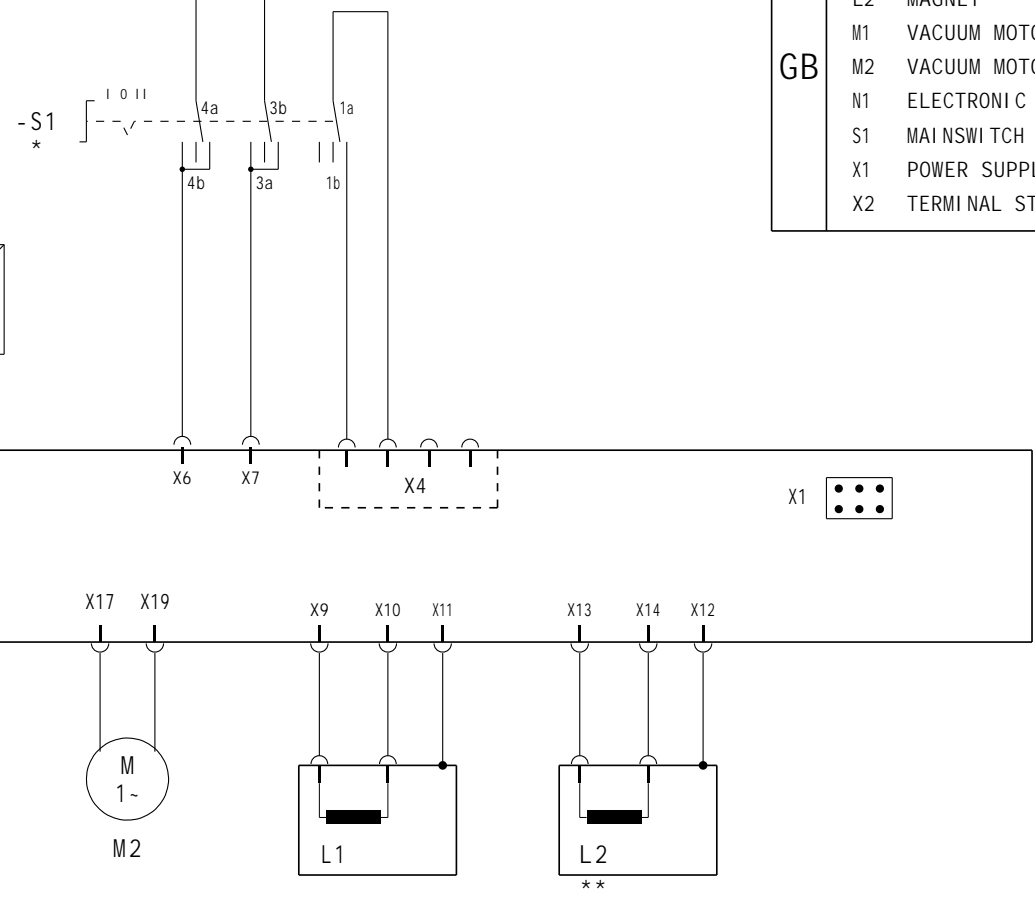 MAGNET
M1 VACUUM MOTO
GB
M2 VACUUM MOTO
N1 ELECTRONIC
S1 MAINSWITCH
X1 POWER SUPPL
X2 TERMINAL ST
I 0 II
-S1
*
4a 3b 1a
4b 3a 1b
X6 X7 X4
X1
X17 X19 X9 X10 X11 X13 X14 X12
M
1~
M2
L1
L2
**